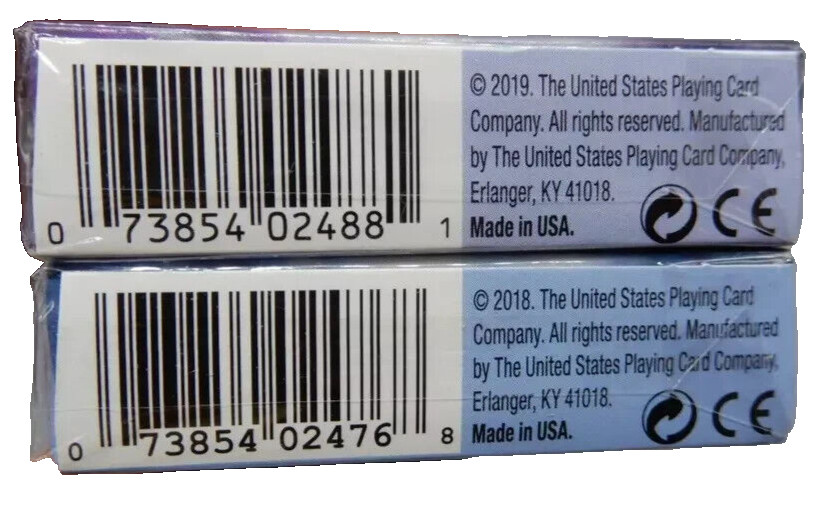 © 2019. The United States Playing Card
Company. All rights reserved. Manufactured
by The United States Playing Card Company,
Erlanger, KY 41018.
Made in USA.
CE
0 73854 02488 1
© 2018. The United States Playing Card
Company. All rights reserved. Manufactured
by The United States Playing Card Company,
Erlanger, KY 41018.
Made in USA.
CE
0 73854 02476 8